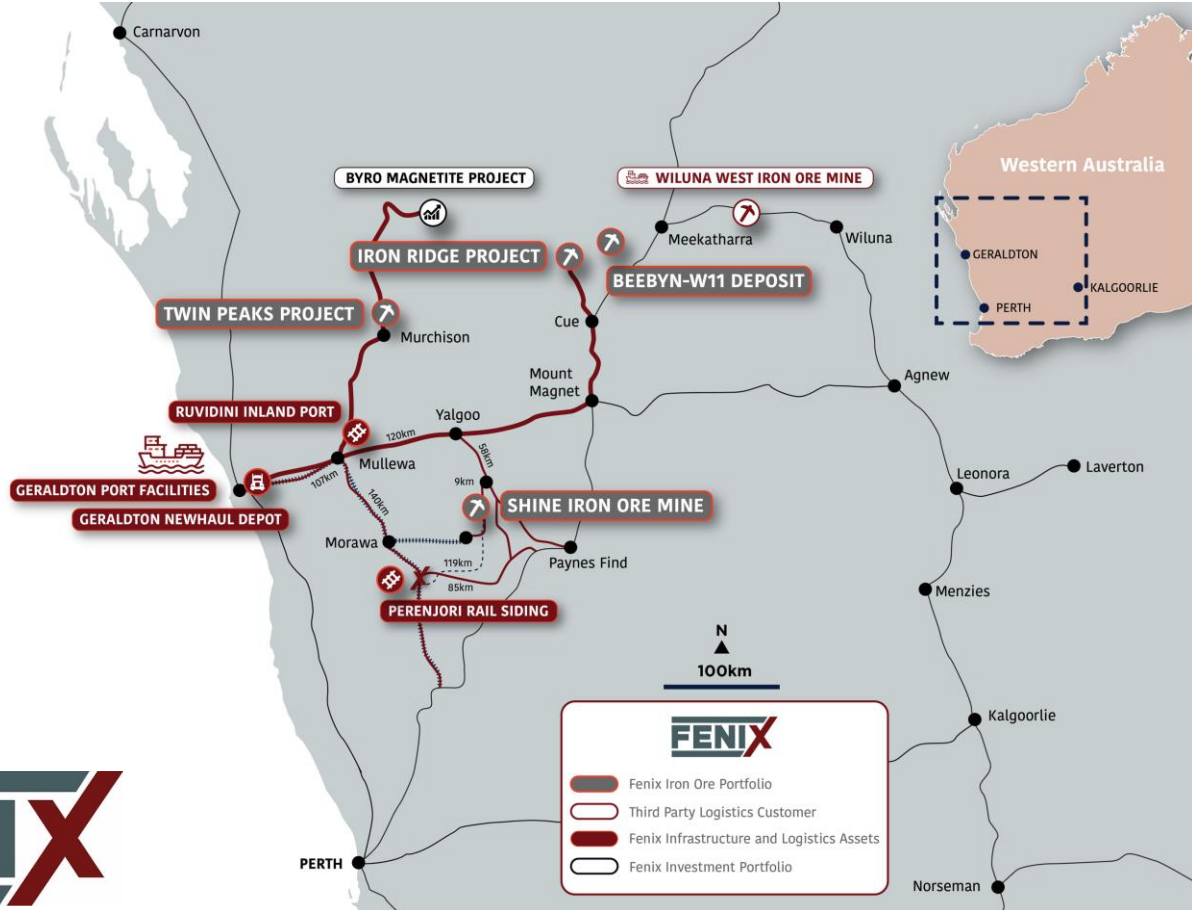 Carnarvon
BYRO MAGNETITE PROJECT
WILUNA WEST IRON ORE MINE
Western Australia
Meekatharra
Wiluna
IRON RIDGE PROJECT
BEEBYN-W11 DEPOSIT
GERALDTON
KALGOORLIE
PERTH
TWIN PEAKS PROJECT
Murchison
Cue
Mount
Magnet
Agnew
RUVIDINI INLAND PORT
Yalgoo
120km
58km
Mullewa
107km
140km
9km
Leonora
Laverton
GERALDTON PORT FACILITIES
GERALDTON NEWHAUL DEPOT
SHINE IRON ORE MINE
Morawa
119km
85km
Paynes Find
PERENJORI RAIL SIDING
Menzies
N
100km
Kalgoorlie
FENIX
Fenix Iron Ore Portfolio
Third Party Logistics Customer
Fenix Infrastructure and Logistics Assets
Fenix Investment Portfolio
X
PERTH
Norseman